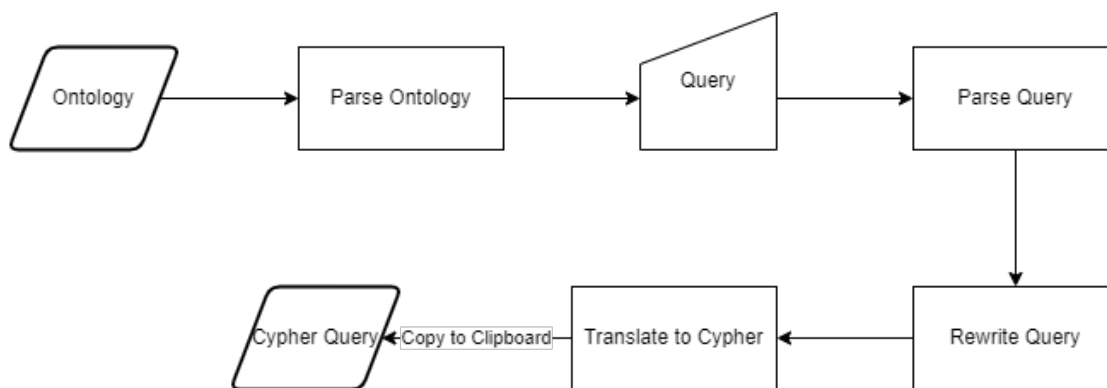 Ontology
Parse Ontology
Query
Parse Query
Cypher Query
Copy to Clipboard
Translate to Cypher
Rewrite Query